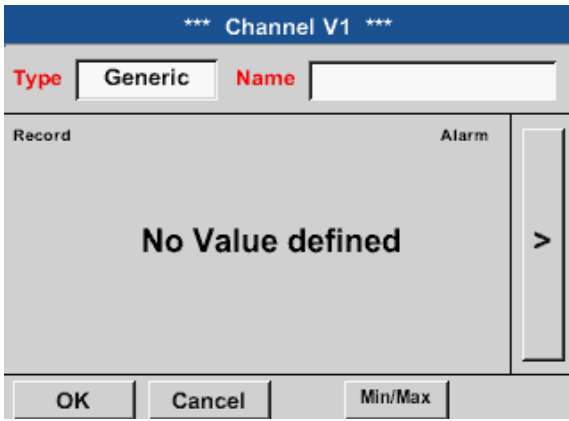 *** Channel V1 ***
Type Generic Name
Record Alarm
No Value defined
>
OK Cancel Min/Max